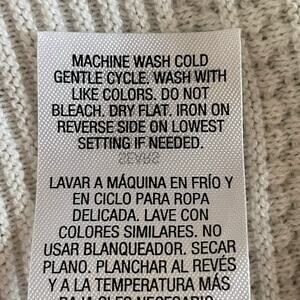 MACHINE WASH COLD
GENTLE CYCLE. WASH WITH
LIKE COLORS. DO NOT
BLEACH. DRY FLAT. IRON ON
REVERSE SIDE ON LOWEST
SETTING IF NEEDED.
SEARS
LAVAR A MÁQUINA EN FRÍO Y
EN CICLO PARA ROPA
DELICADA. LAVE CON
COLORES SIMILARES. NO
USAR BLANQUEADOR. SECAR
PLANO. PLANCHAR AL REVÉS
Y A LA TEMPERATURA MÁS
BAJA